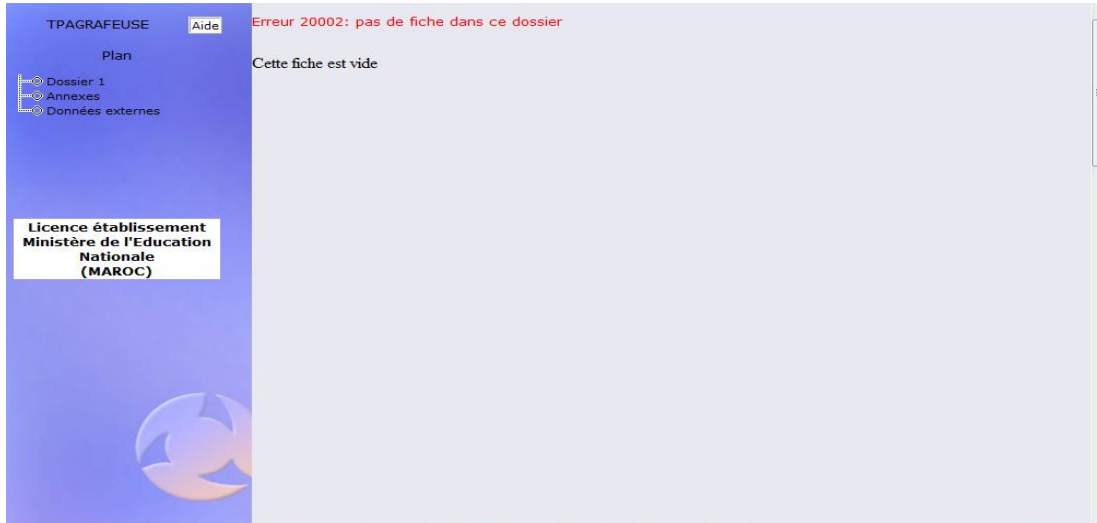 TPAGRAFEUSE
Aide
Plan
Dossier 1
Annexes
Données externes
Licence établissement
Ministère de l'Education
Nationale
(MAROC)
Erreur 20002: pas de fiche dans ce dossier
Cette fiche est vide